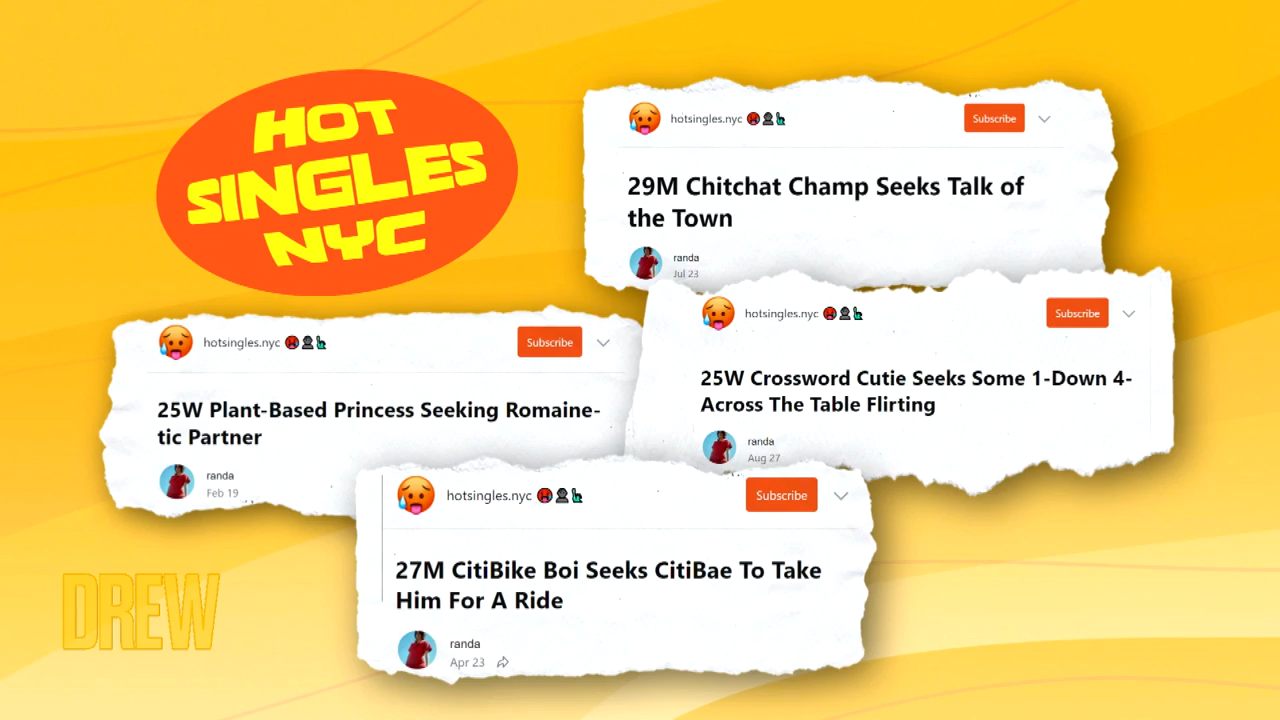 HOT
SINGLES
NYC
hotsingles.nyc
Subscribe
29M Chitchat Champ Seeks Talk of
the Town
randa
Jul 23
hotsingles.nyc
Subscribe
25W Crossword Cutie Seeks Some 1-Down 4-
Across The Table Flirting
randa
Aug 27
hotsingles.nyc
Subscribe
25W Plant-Based Princess Seeking Romaine-
tic Partner
randa
Feb 19
hotsingles.nyc
Subscribe
27M CitiBike Boi Seeks CitiBae To Take
Him For A Ride
randa
Apr 23
DREW